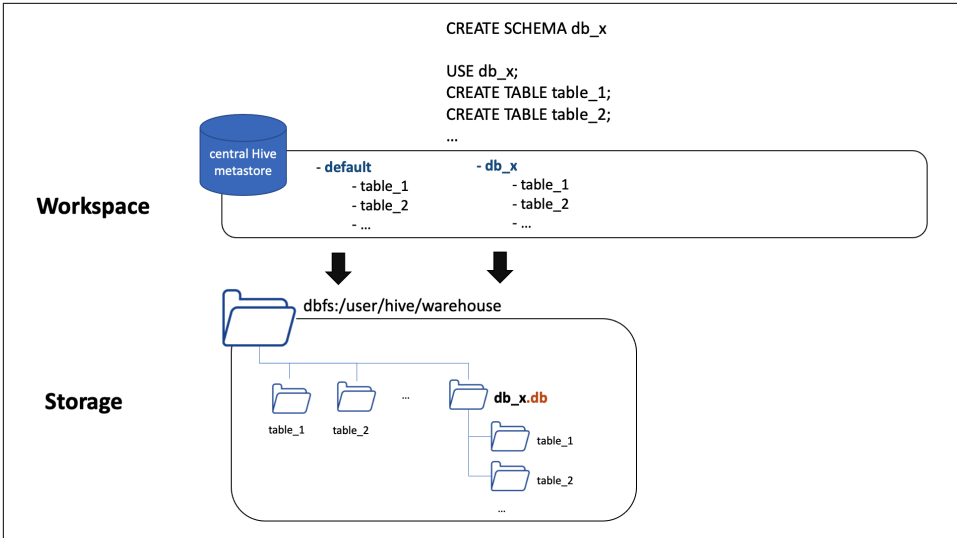 CREATE SCHEMA db_x
USE db_x;
CREATE TABLE table_1;
CREATE TABLE table_2;
...
central Hive
metastore
- default
- table_1
- table_2
- ...
- db_x
- table_1
- table_2
- ...
Workspace
dbfs:/user/hive/warehouse
Storage
table_1
table_2
...
db_x.db
table_1
table_2
...